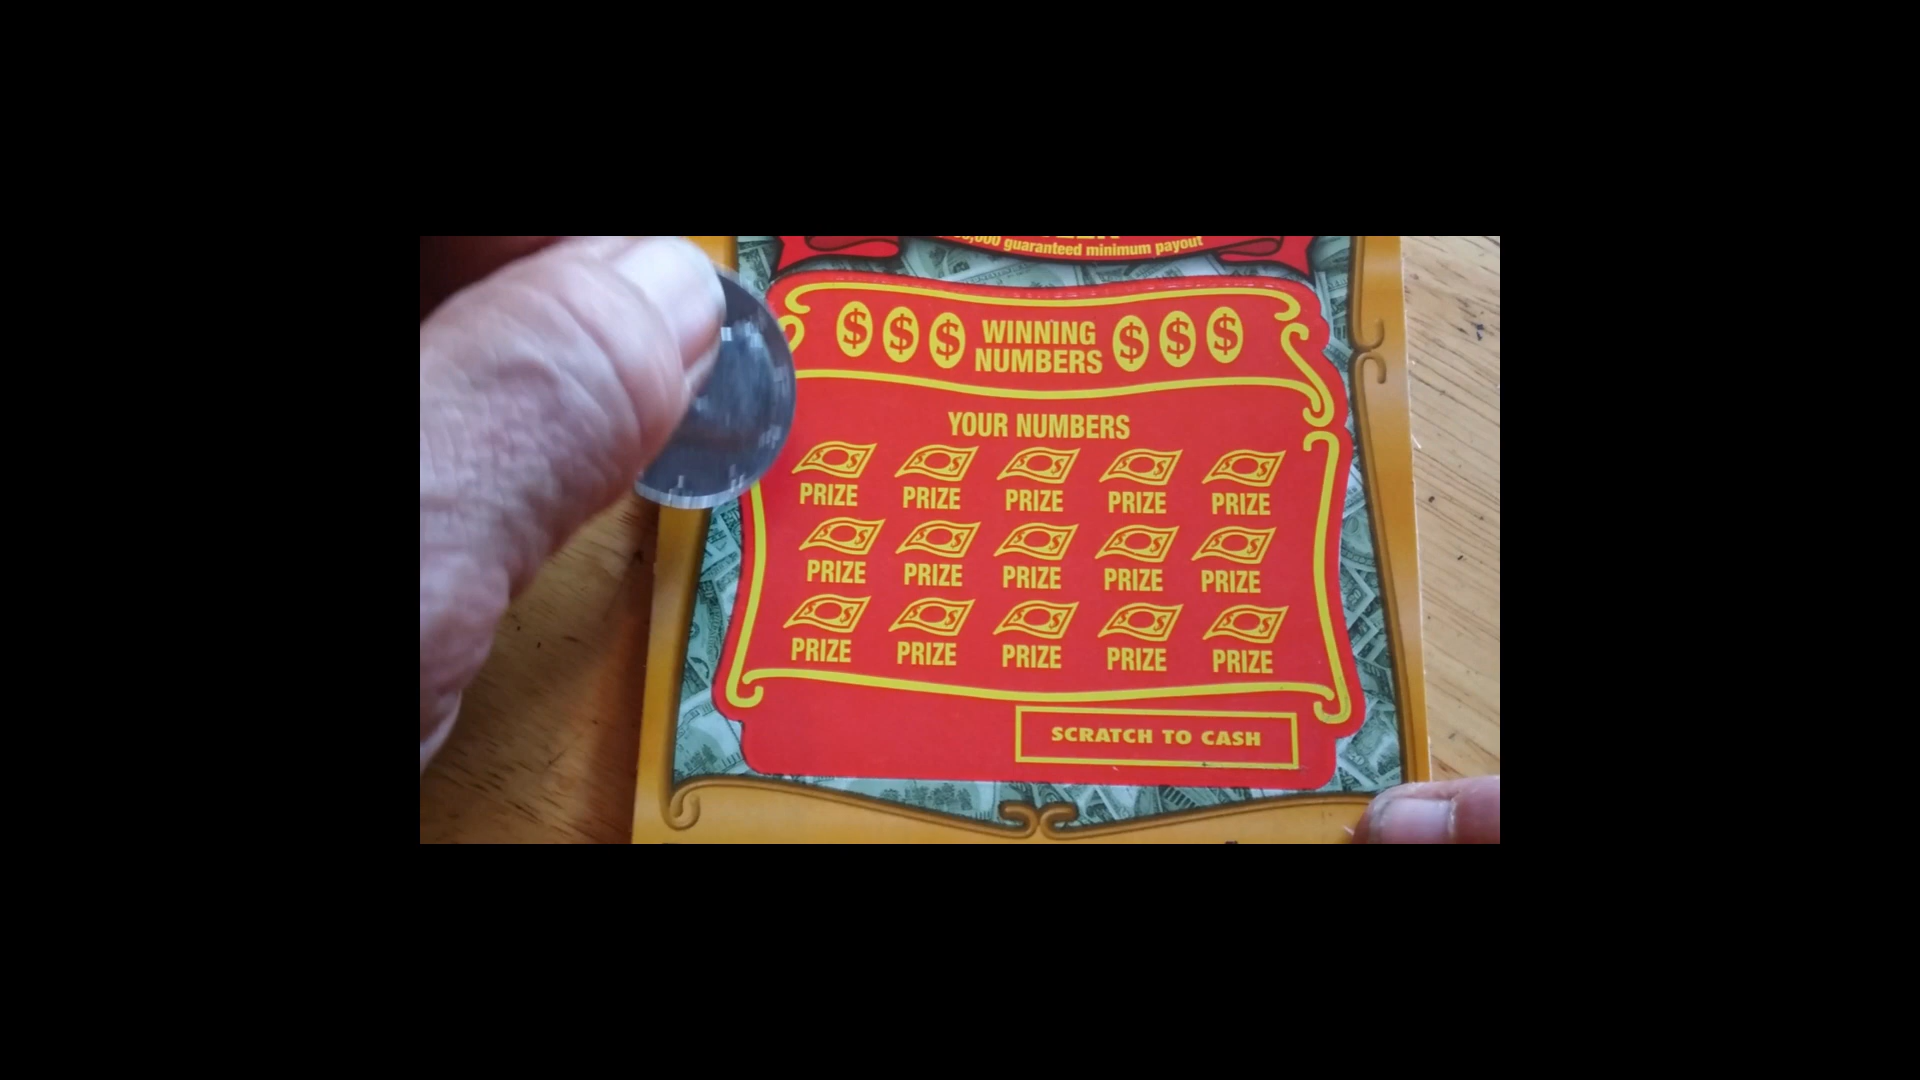 000 guaranteed minimum payout
$ $ $ WINNING NUMBERS $ $ $
YOUR NUMBERS
PRIZE PRIZE PRIZE PRIZE PRIZE
PRIZE PRIZE PRIZE PRIZE PRIZE
PRIZE PRIZE PRIZE PRIZE PRIZE
SCRATCH TO CASH